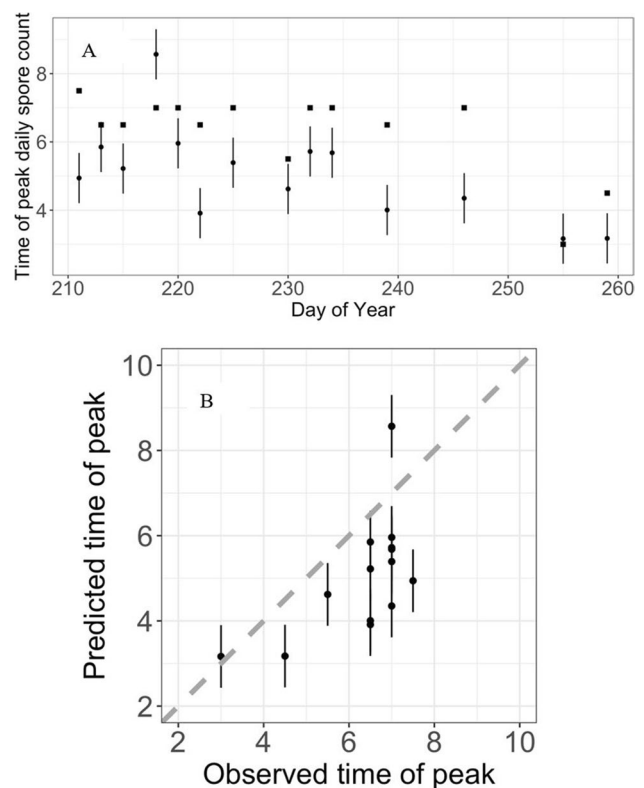 A
Time of peak daily spore count
8
6
4
210 220 230 240 250 260
Day of Year
B
Predicted time of peak
10
8
6
4
2
2 4 6 8 10
Observed time of peak